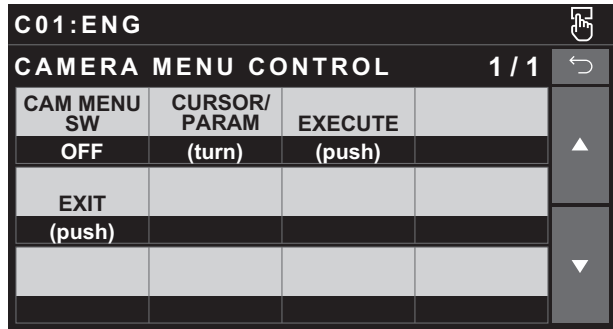 C01:ENG
CAMERA MENU CONTROL 1/1
CAM MENU SW
CURSOR/ PARAM
EXECUTE
OFF
(turn)
(push)
EXIT
(push)